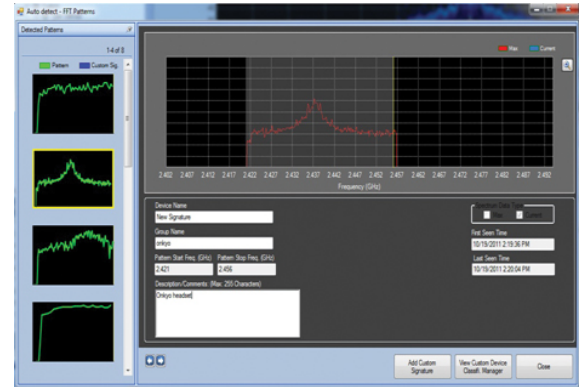 Auto detect - FFT Patterns
Detected Patterns
1-4 of 8
Pattern Custom Sig.
Max Current
2.402 2.407 2.412 2.417 2.422 2.427 2.432 2.437 2.442 2.447 2.452 2.457 2.462 2.467 2.472 2.477 2.482 2.487 2.492
Frequency (GHz)
Device Name
New Signature
Group Name
onkyo
Pattern Start Freq. (GHz) Pattern Stop Freq. (GHz)
2.421 2.456
Description/Comments: (Max. 255 Characters)
Onkyo headset
Spectrum Data Type
Max Current
First Seen Time
10/19/2011 2:19:36 PM
Last Seen Time
10/19/2011 2:20:04 PM
Add Custom
Signature
View Custom Device
Classifi. Manager
Close